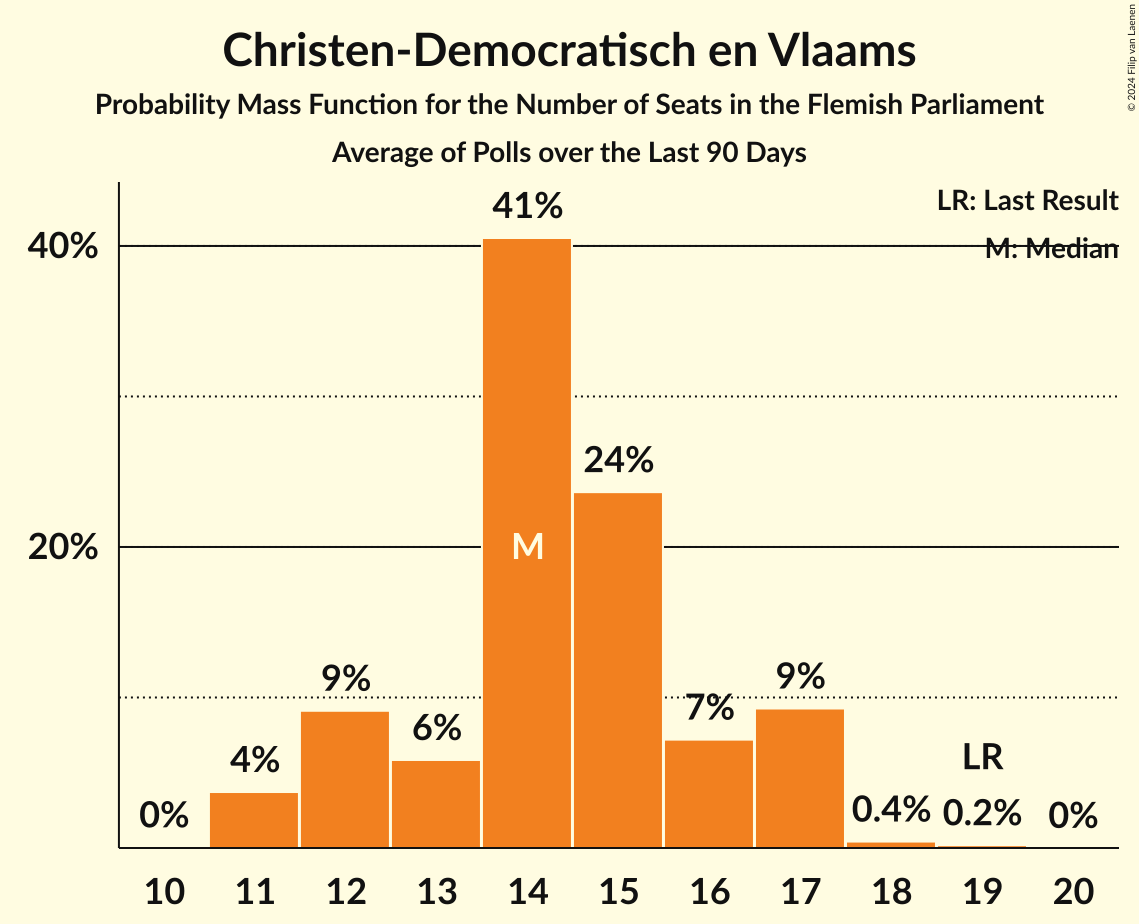 Christen-Democratisch en Vlaams
Probability Mass Function for the Number of Seats in the Flemish Parliament
Average of Polls over the Last 90 Days
© 2024 Filip van Laenen
LR: Last Result
M: Median
40%
20%
0%
4%
9%
6%
41%
M
24%
7%
9%
0.4%
LR
0.2%
0%
10 11 12 13 14 15 16 17 18 19 20